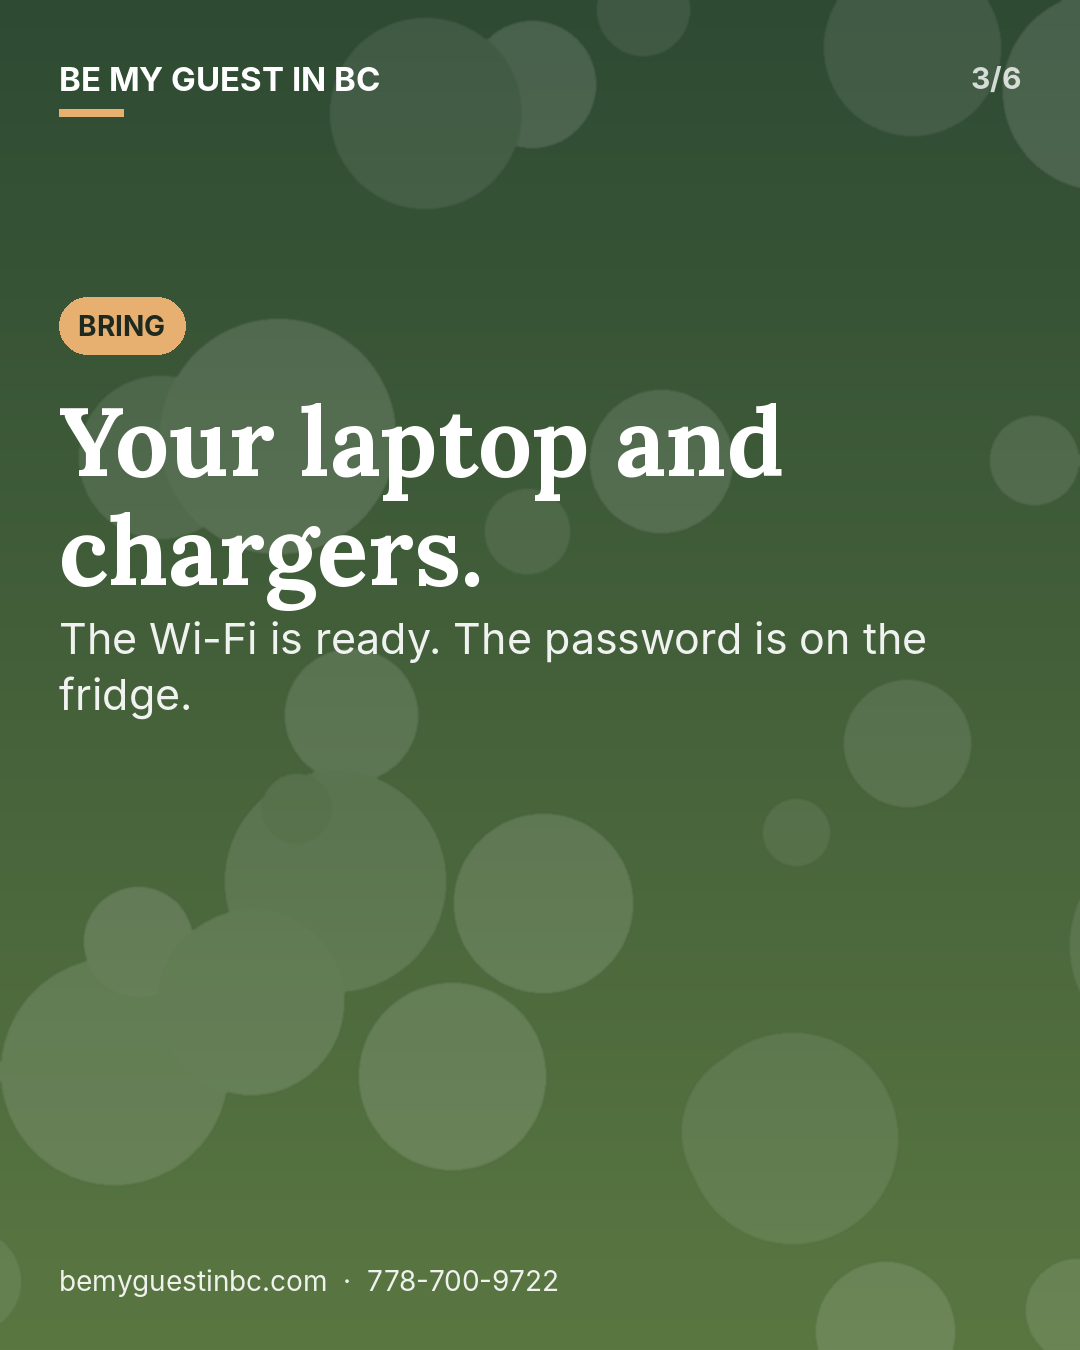 BE MY GUEST IN BC
3/6
BRING
Your laptop and
chargers.
The Wi-Fi is ready. The password is on the
fridge.
bemyguestinbc.com · 778-700-9722